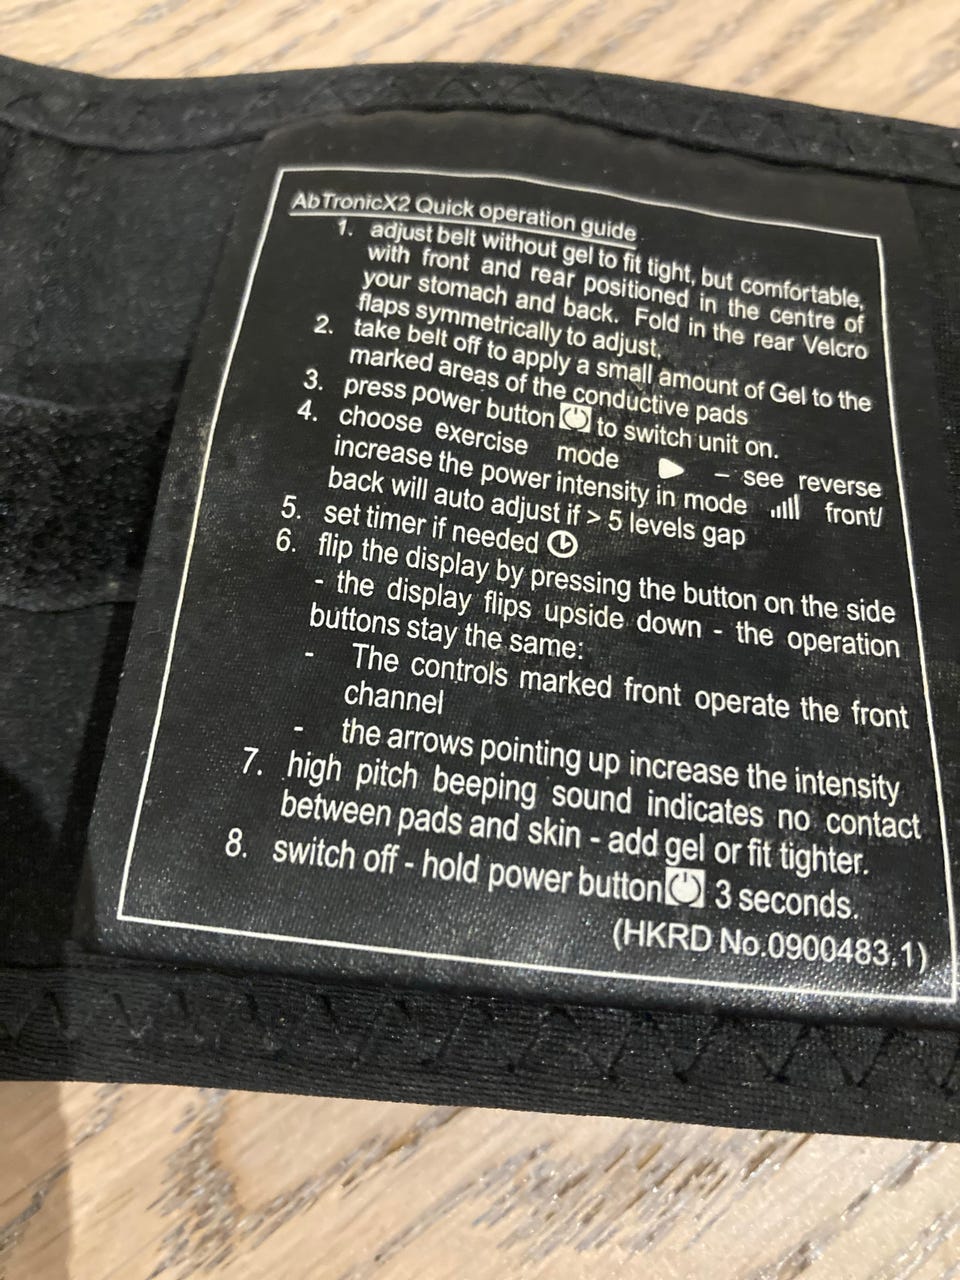 AbTronicX2 Quick operation guide
1. adjust belt without gel to fit tight, but comfortable,
with front and rear positioned in the centre of
your stomach and back. Fold in the rear Velcro
flaps symmetrically to adjust.
2. take belt off to apply a small amount of Gel to the
marked areas of the conductive pads
3. press power button to switch unit on.
4. choose exercise mode – see reverse
increase the power intensity in mode front/
back will auto adjust if > 5 levels gap
5. set timer if needed
6. flip the display by pressing the button on the side
- the display flips upside down - the operation
buttons stay the same:
- The controls marked front operate the front
channel
- the arrows pointing up increase the intensity
7. high pitch beeping sound indicates no contact
between pads and skin - add gel or fit tighter.
8. switch off - hold power button 3 seconds.
(HKRD No.0900483.1)